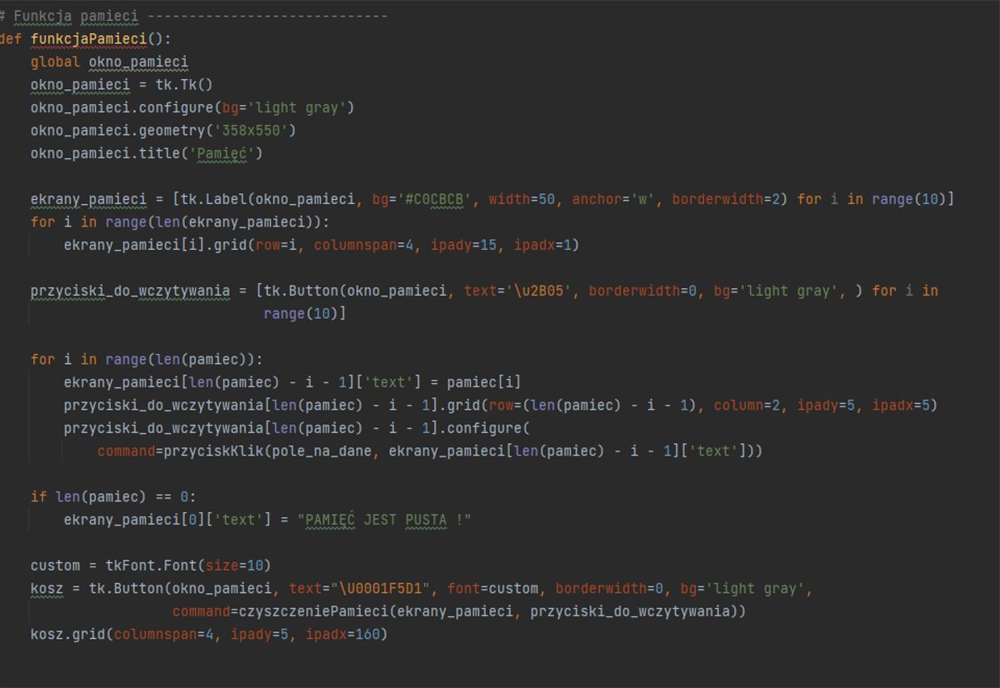 # Funkcja pamieci -----------------------------
def funkcjaPamieci():
    global okno_pamieci
    okno_pamieci = tk.Tk()
    okno_pamieci.configure(bg='light gray')
    okno_pamieci.geometry('358x550')
    okno_pamieci.title('Pamięć')

    ekrany_pamieci = [tk.Label(okno_pamieci, bg='#C0CBCB', width=50, anchor='w', borderwidth=2) for i in range(10)]
    for i in range(len(ekrany_pamieci)):
        ekrany_pamieci[i].grid(row=i, columnspan=4, ipady=15, ipadx=1)

    przyciski_do_wczytywania = [tk.Button(okno_pamieci, text='\u2B05', borderwidth=0, bg='light gray', ) for i in
                                range(10)]

    for i in range(len(pamiec)):
        ekrany_pamieci[len(pamiec) - i - 1]['text'] = pamiec[i]
        przyciski_do_wczytywania[len(pamiec) - i - 1].grid(row=(len(pamiec) - i - 1), column=2, ipady=5, ipadx=5)
        przyciski_do_wczytywania[len(pamiec) - i - 1].configure(
            command=przyciskKlik(pole_na_dane, ekrany_pamieci[len(pamiec) - i - 1]['text']))

    if len(pamiec) == 0:
        ekrany_pamieci[0]['text'] = "PAMIĘĆ JEST PUSTA !"

    custom = tkFont.Font(size=10)
    kosz = tk.Button(okno_pamieci, text="\U0001F5D1", font=custom, borderwidth=0, bg='light gray',
                     command=czyszczeniePamieci(ekrany_pamieci, przyciski_do_wczytywania))
    kosz.grid(columnspan=4, ipady=5, ipadx=160)